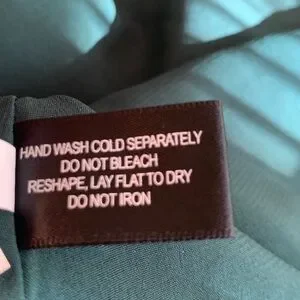 HAND WASH COLD SEPARATELY
DO NOT BLEACH
RESHAPE, LAY FLAT TO DRY
DO NOT IRON